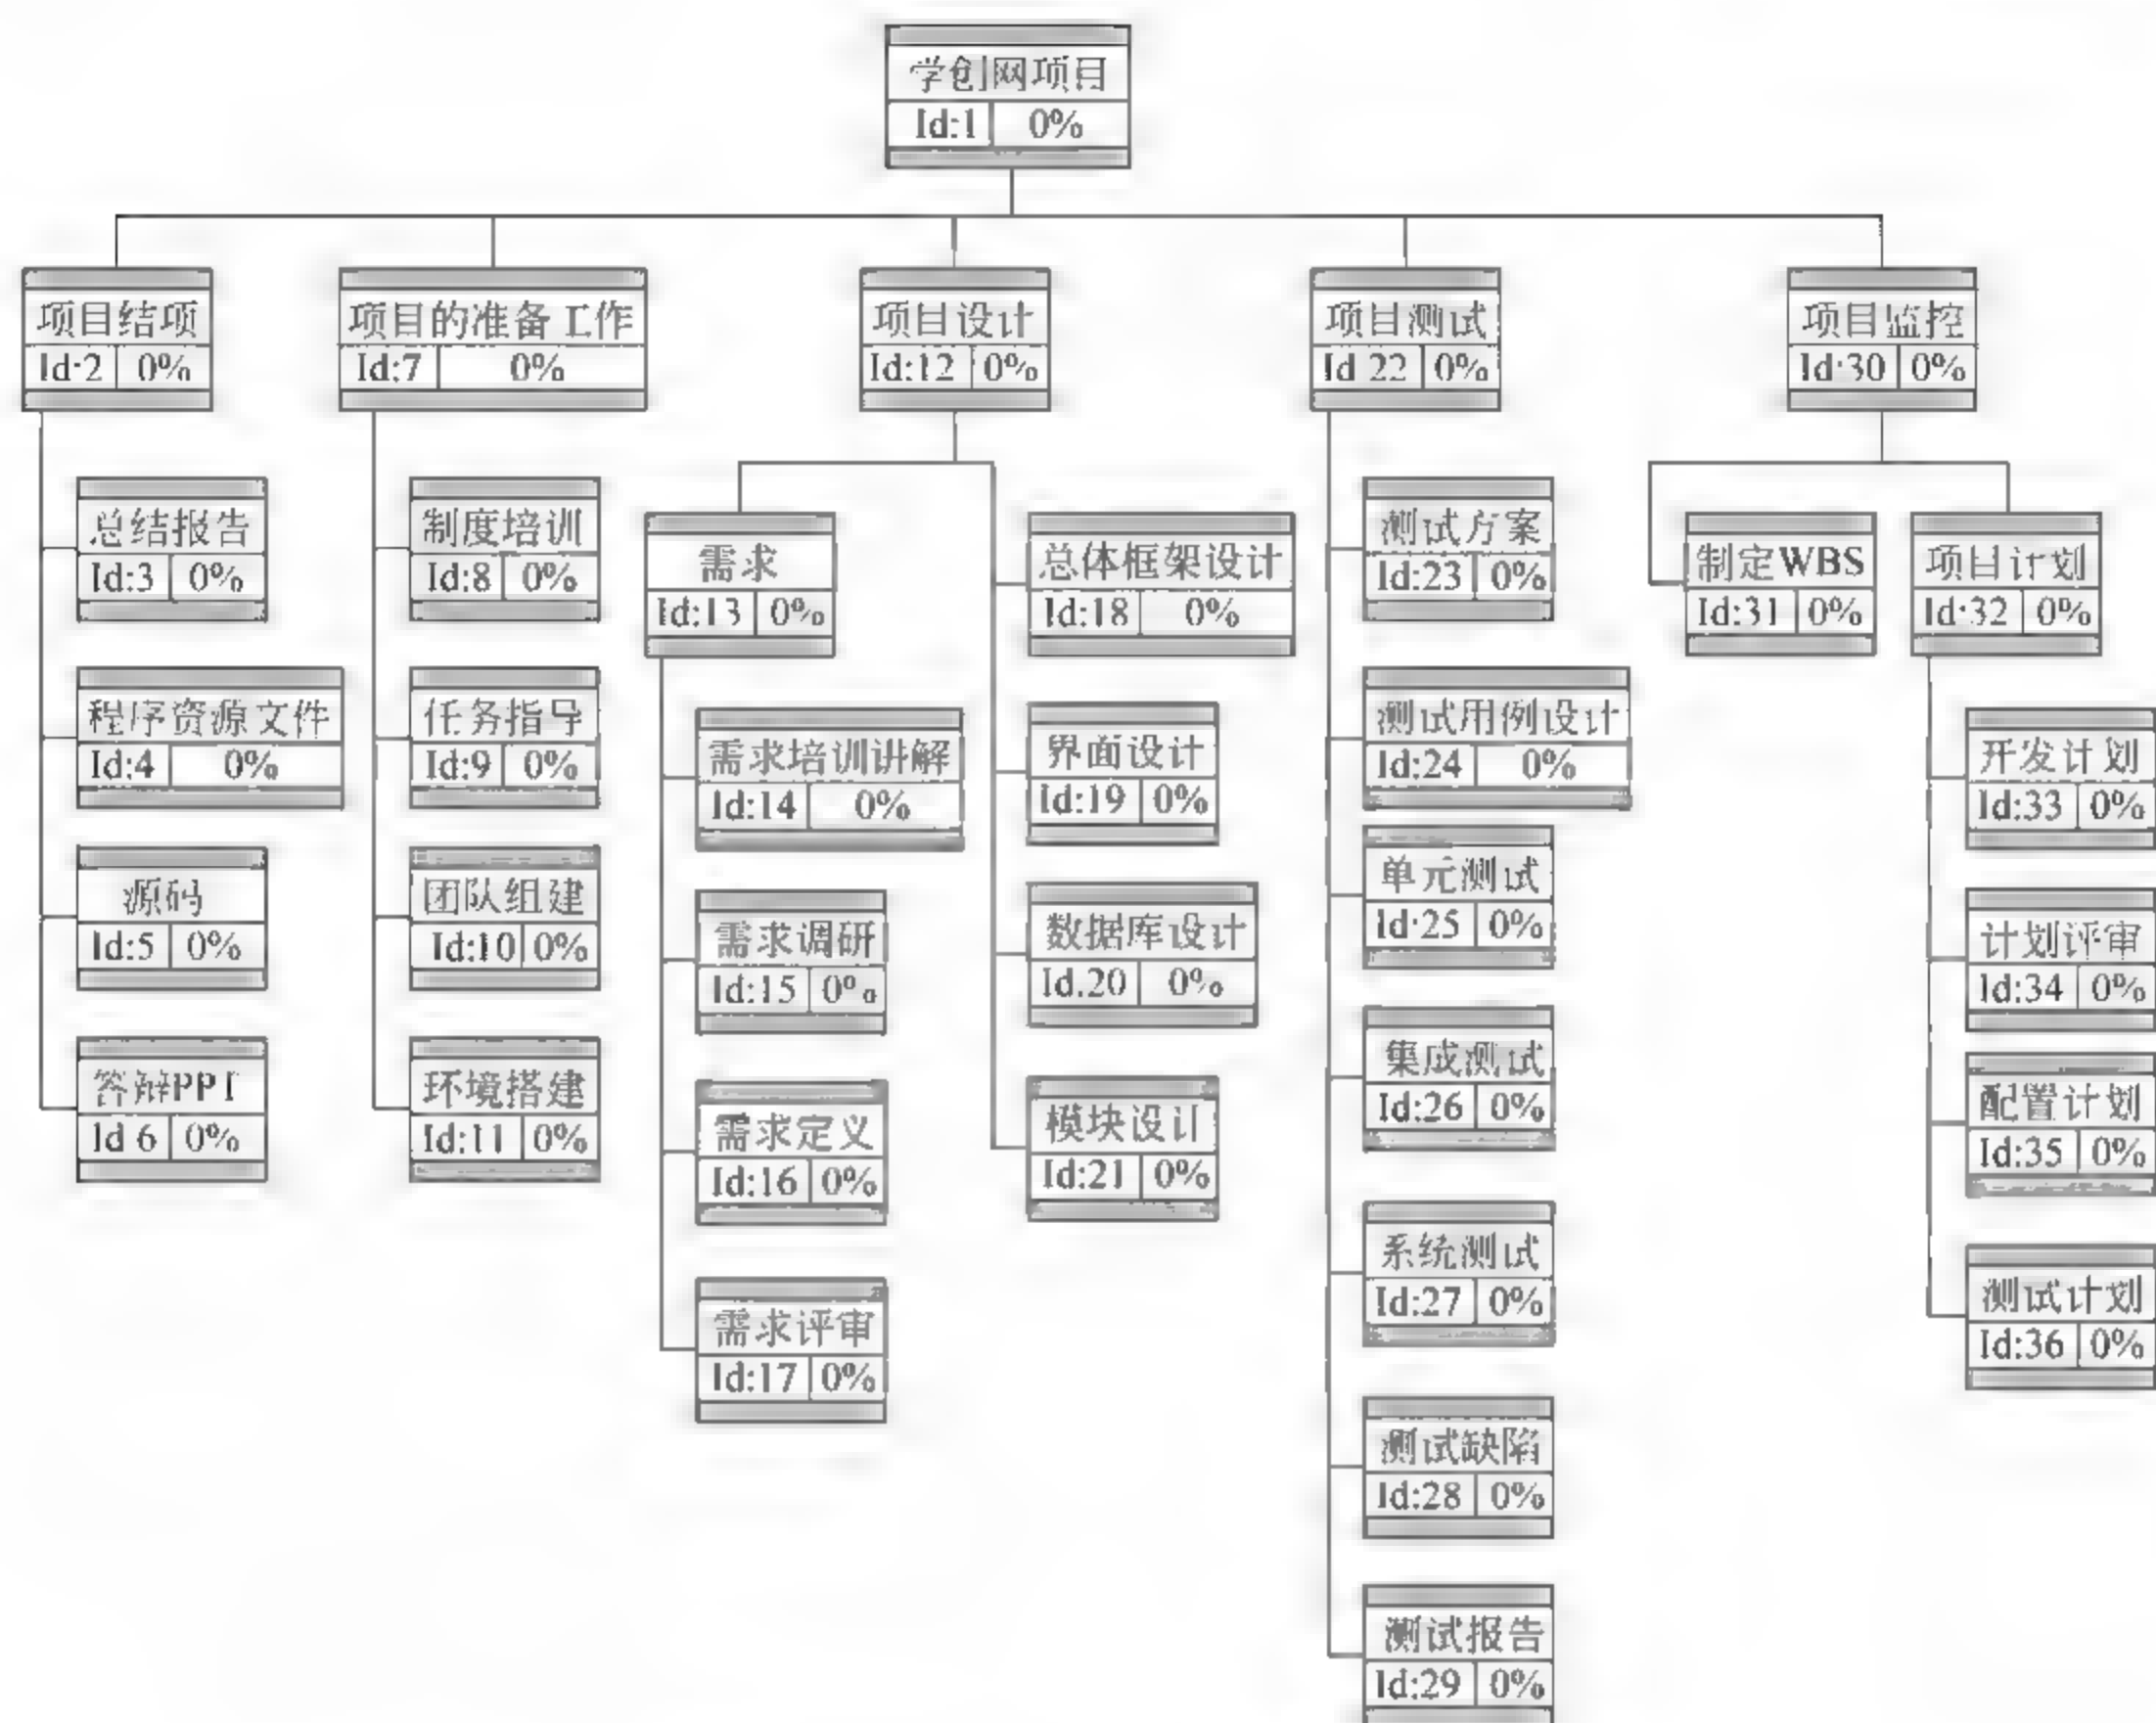 学创网项目
Id:1 0%
项目结项
Id:2 0%
总结报告
Id:3 0%
程序资源文件
Id:4 0%
源码
Id:5 0%
答辩PPT
Id 6 0%
项目的准备工作
Id:7 0%
制度培训
Id:8 0%
任务指导
Id:9 0%
团队组建
Id:10 0%
环境搭建
Id:11 0%
项目设计
Id:12 0%
需求
Id:13 0%
需求培训讲解
Id:14 0%
需求调研
Id:15 0%
需求定义
Id:16 0%
需求评审
Id:17 0%
总体框架设计
Id:18 0%
界面设计
Id:19 0%
数据库设计
Id.20 0%
模块设计
Id:21 0%
项目测试
Id 22 0%
测试方案
Id:23 0%
测试用例设计
Id:24 0%
单元测试
Id:25 0%
集成测试
Id:26 0%
系统测试
Id:27 0%
测试缺陷
Id:28 0%
测试报告
Id:29 0%
项目监控
Id:30 0%
制定WBS
Id:31 0%
项目计划
Id:32 0%
开发计划
Id:33 0%
计划评审
Id:34 0%
配置计划
Id:35 0%
测试计划
Id:36 0%